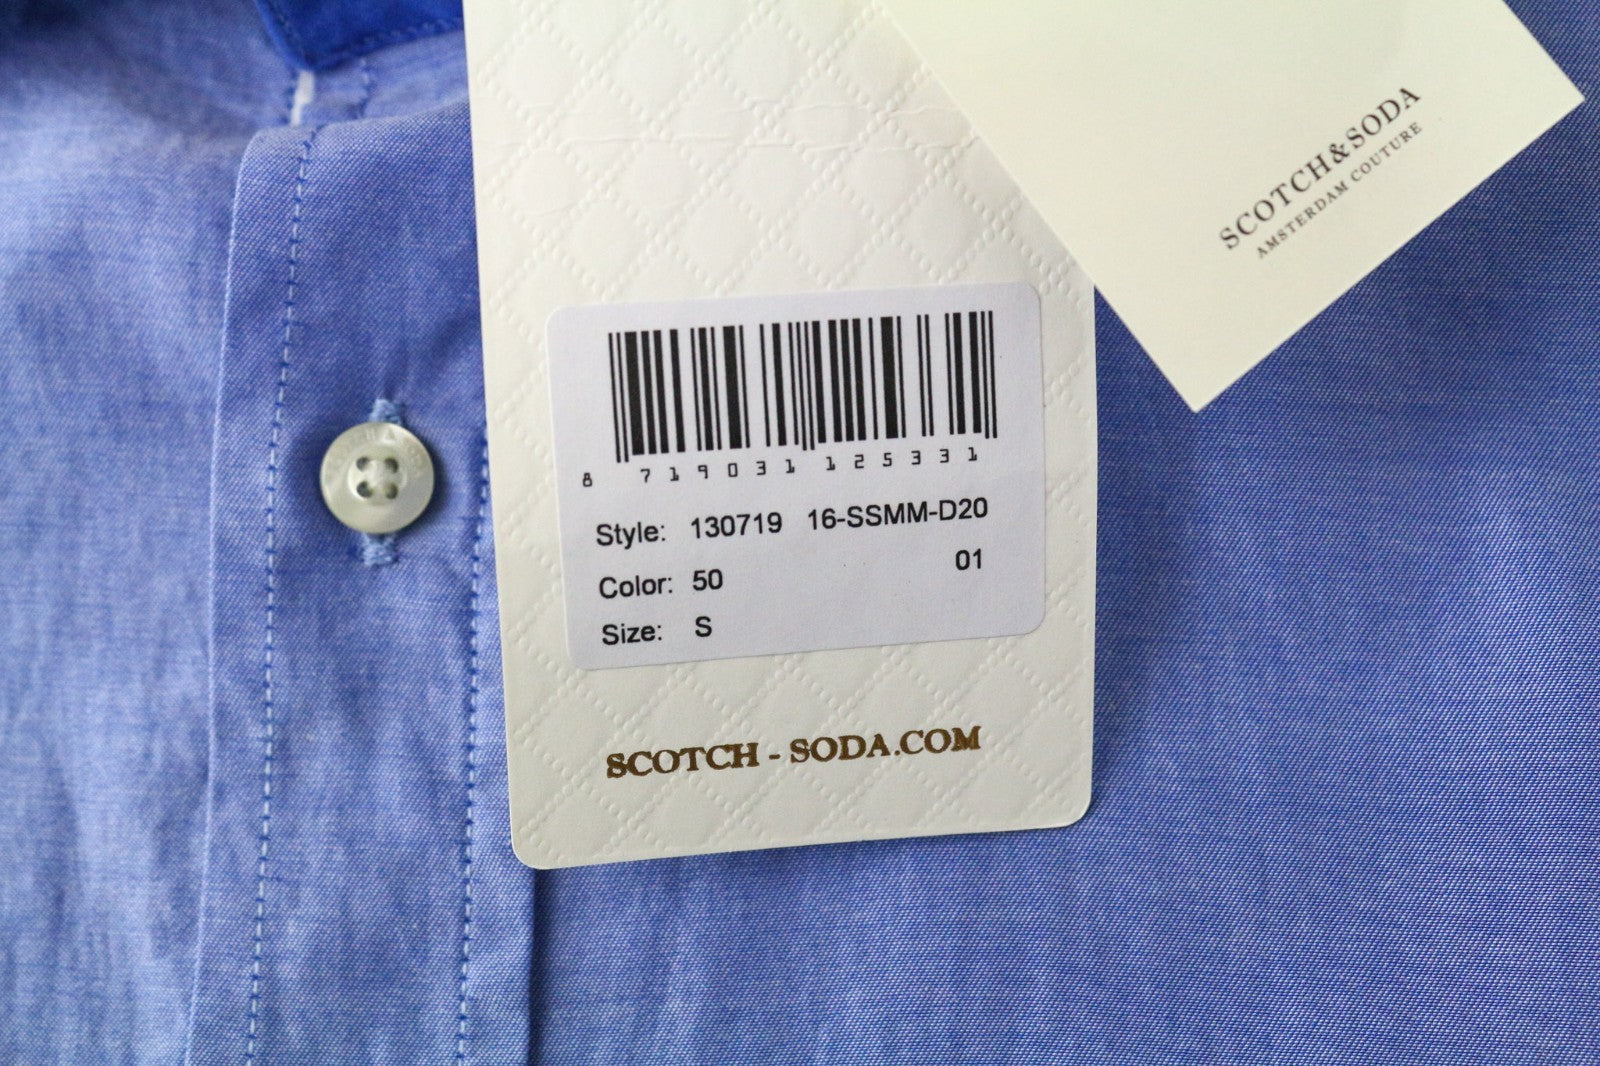 SCOTCH&SODA
AMSTERDAM COUTURE
8 719031 125331
Style: 130719 16-SSMM-D20
01
Color: 50
Size: S
SCOTCH - SODA.COM